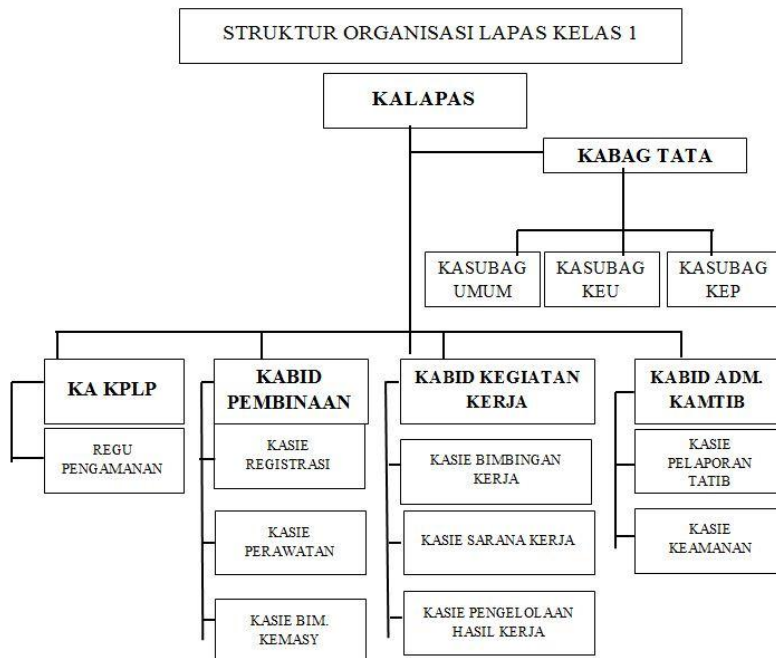 STRUKTUR ORGANISASI LAPAS KELAS 1
KALAPAS
KABAG TATA
KASUBAG
UMUM
KASUBAG
KEU
KASUBAG
KEP
KA KPLP
REGU
PENGAMANAN
KABID
PEMBINAAN
KASIE
REGISTRASI
KASIE
PERAWATAN
KASIE BIM.
KEMASY
KABID KEGIATAN
KERJA
KASIE BIMBINGAN
KERJA
KASIE SARANA KERJA
KASIE PENGELOLAAN
HASIL KERJA
KABID ADM.
KAMTIB
KASIE
PELAPORAN
TATIB
KASIE
KEAMANAN